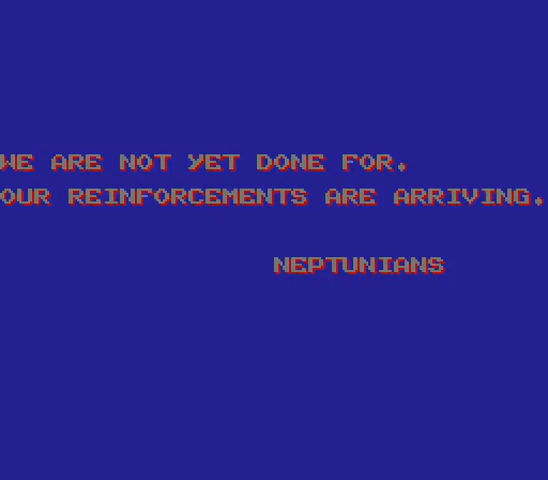 WE ARE NOT YET DONE FOR.
OUR REINFORCEMENTS ARE ARRIVING.
NEPTUNIANS